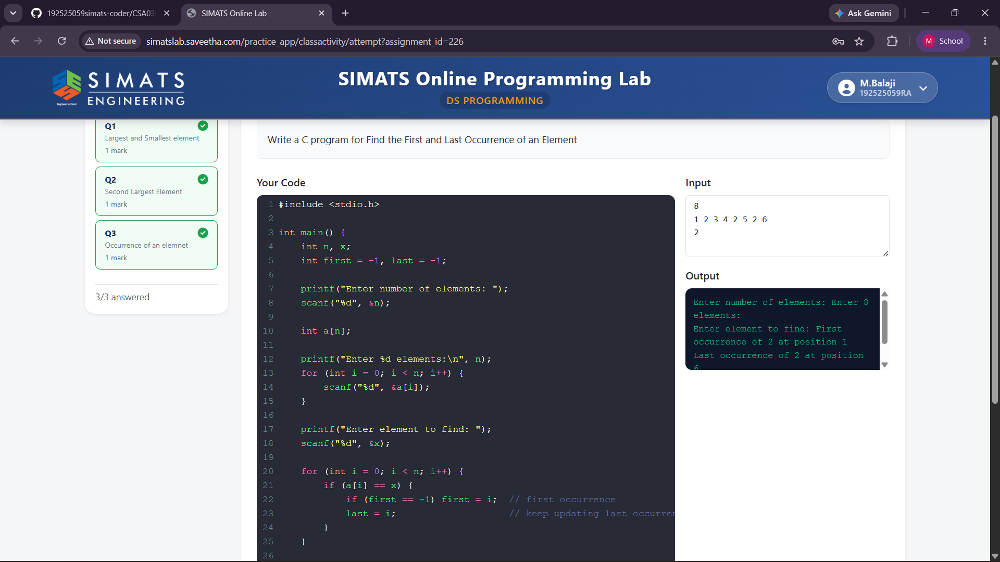 192525059simats-coder/CSA03
SIMATS Online Lab
Ask Gemini
Not secure
simatslab.saveetha.com/practice_app/classactivity/attempt?assignment_id=226
M
School
SIMATS
ENGINEERING
Engineer to Excel
SIMATS Online Programming Lab
DS PROGRAMMING
M.Balaji
192525059RA
Q1
Largest and Smallest element
1 mark
Q2
Second Largest Element
1 mark
Q3
Occurrence of an elemnet
1 mark
3/3 answered
Write a C program for Find the First and Last Occurrence of an Element
Your Code
1 #include <stdio.h>
2
3 int main() {
4     int n, x;
5     int first = -1, last = -1;
6
7     printf("Enter number of elements: ");
8     scanf("%d", &n);
9
10     int a[n];
11
12     printf("Enter %d elements:\n", n);
13     for (int i = 0; i < n; i++) {
14         scanf("%d", &a[i]);
15     }
16
17     printf("Enter element to find: ");
18     scanf("%d", &x);
19
20     for (int i = 0; i < n; i++) {
21         if (a[i] == x) {
22             if (first == -1) first = i;  // first occurrence
23             last = i;                    // keep updating last occurren
24         }
25     }
26
Input
8
1 2 3 4 2 5 2 6
2
Output
Enter number of elements: Enter 8
elements:
Enter element to find: First
occurrence of 2 at position 1
Last occurrence of 2 at position
6